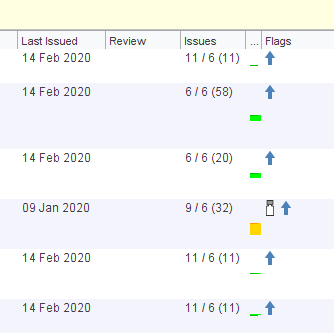 Last Issued Review Issues ... Flags
14 Feb 2020 11 / 6 (11)
14 Feb 2020 6 / 6 (58)
14 Feb 2020 6 / 6 (20)
09 Jan 2020 9 / 6 (32)
14 Feb 2020 11 / 6 (11)
14 Feb 2020 11 / 6 (11)